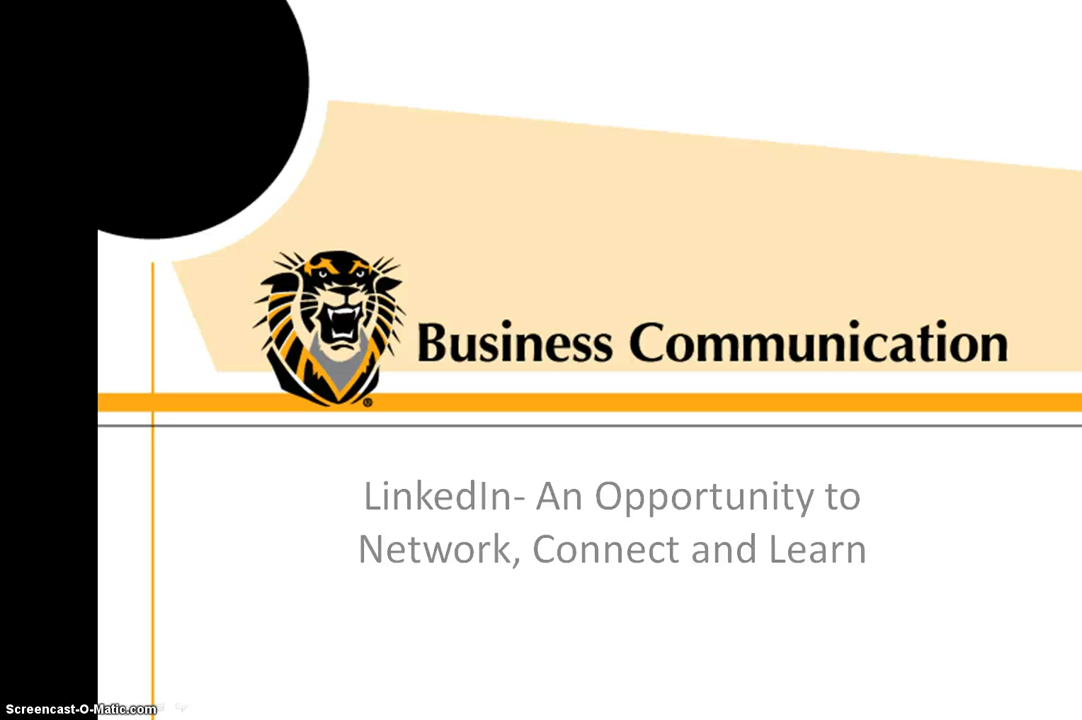 Business Communication
LinkedIn- An Opportunity to
Network, Connect and Learn
Screencast-O-Matic.com